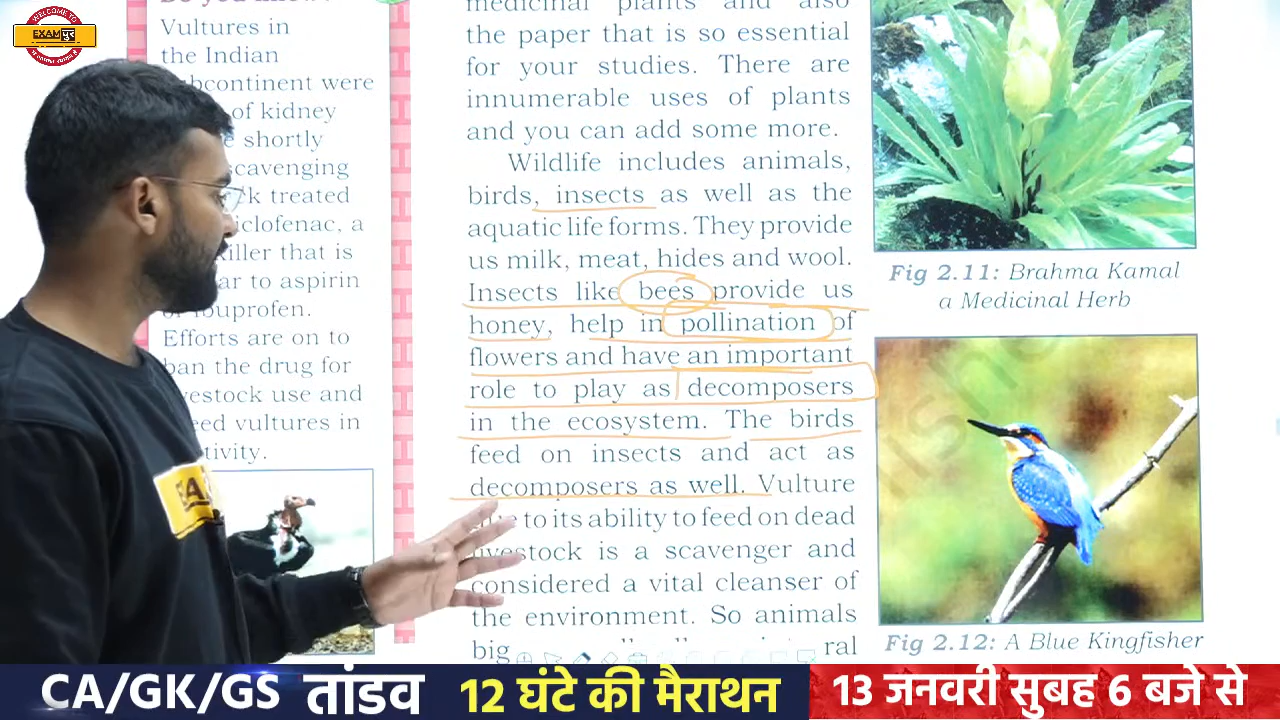 WELCOME TO
EXAMपुर
Vultures in
the Indian
were
of kidney
shortly
treated
a
that is
to aspirin
Efforts are on to
ban the drug for
use and
vultures in
medicinal plants and also
the paper that is so essential
for your studies. There are
innumerable uses of plants
and you can add some more.
Wildlife includes animals,
birds, insects as well as the
aquatic life forms. They provide
us milk, meat, hides and wool.
Insects like bees provide us
honey, help in pollination of
flowers and have an important
role to play as decomposers
in the ecosystem. The birds
feed on insects and act as
decomposers as well. Vulture
to its ability to feed on dead
livestock is a scavenger and
considered a vital cleanser of
the environment. So animals
big
Fig 2.11: Brahma Kamal
a Medicinal Herb
Fig 2.12: A Blue Kingfisher
CA/GK/GS तांडव 12 घंटे की मैराथन 13 जनवरी सुबह 6 बजे से